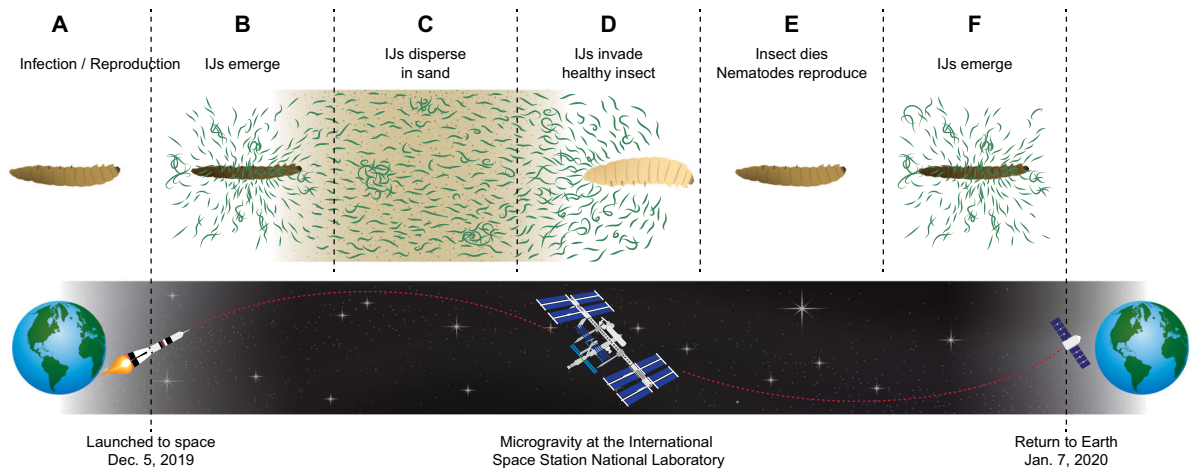 A
B
C
D
E
F
Infection / Reproduction
IJs emerge
IJs disperse
in sand
IJs invade
healthy insect
Insect dies
Nematodes reproduce
IJs emerge
Launched to space
Dec. 5, 2019
Microgravity at the International
Space Station National Laboratory
Return to Earth
Jan. 7, 2020